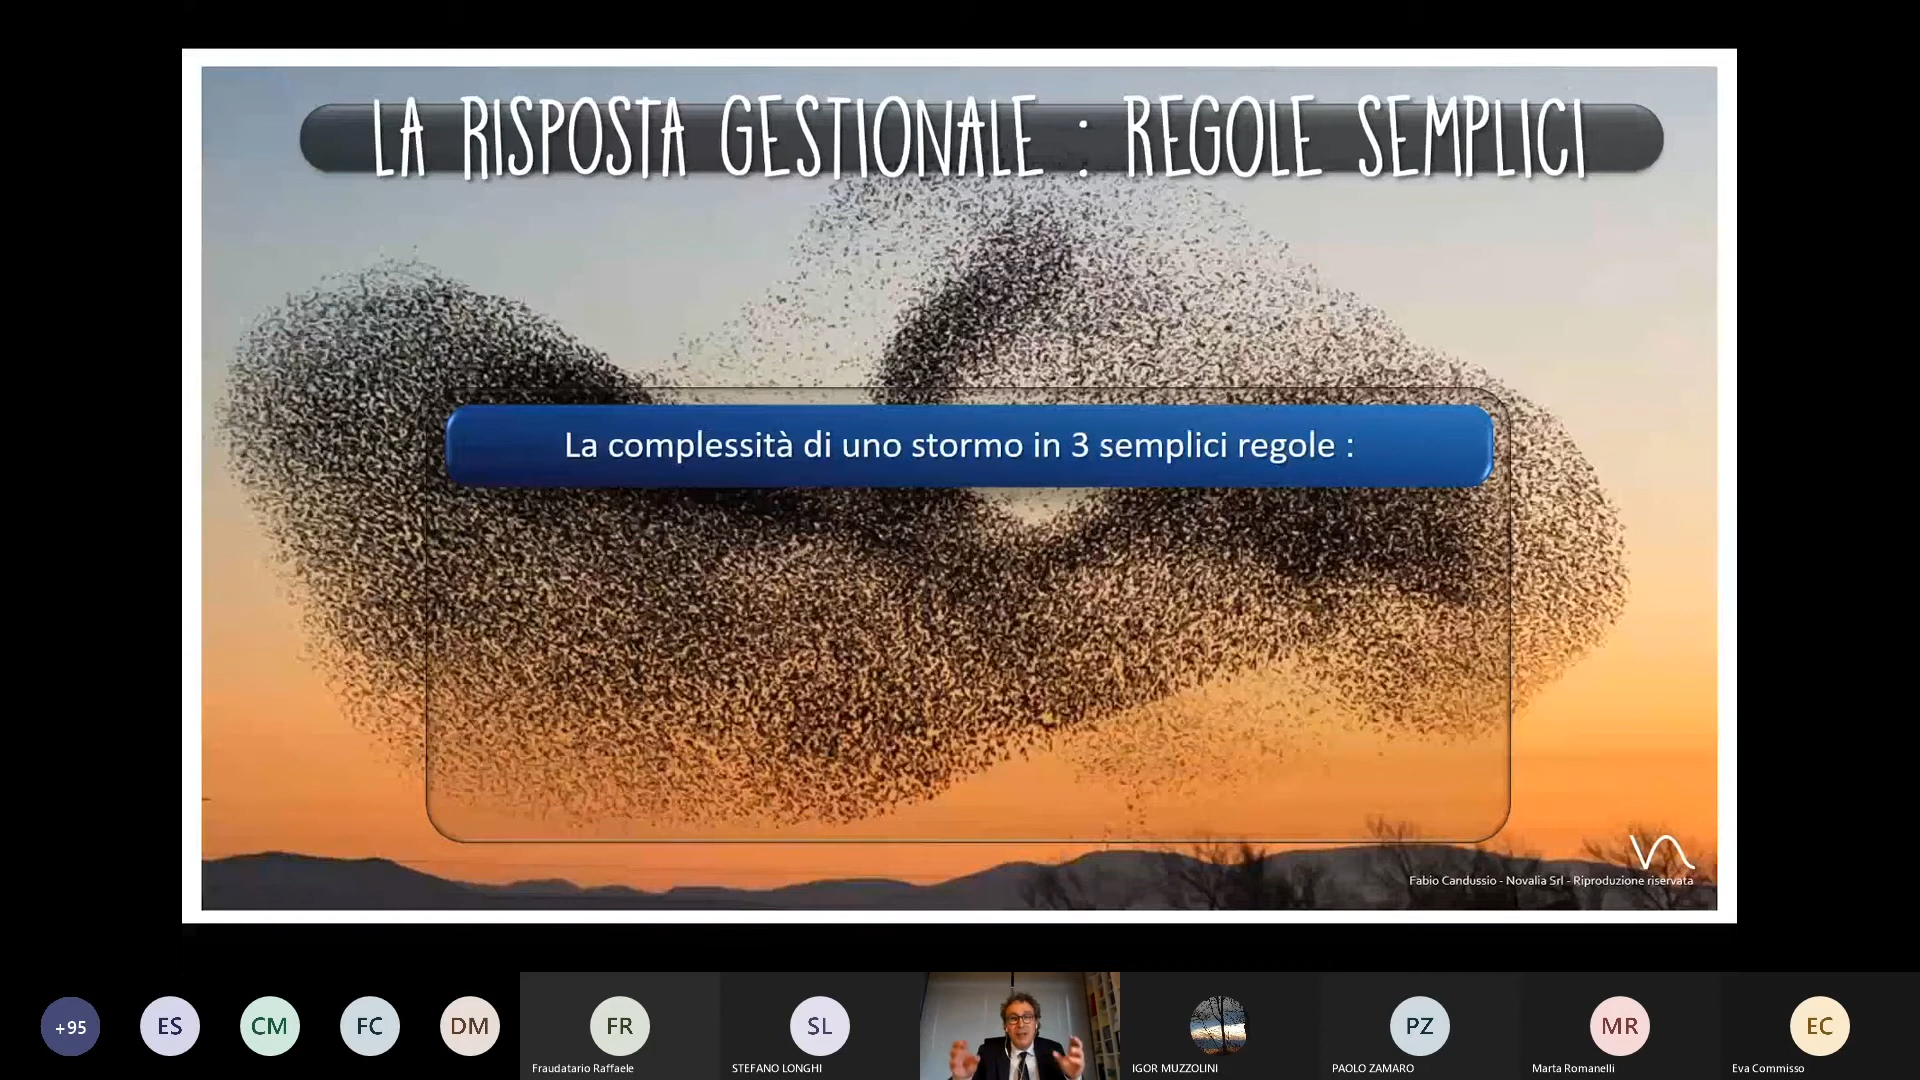 LA RISPOSTA GESTIONALE : REGOLE SEMPLICI
La complessità di uno stormo in 3 semplici regole :
Fabio Candussio - Novalia Srl - Riproduzione riservata
+95
ES
CM
FC
DM
FR
SL
PZ
MR
EC
Fraudatario Raffaele
STEFANO LONGHI
IGOR MUZZOLINI
PAOLO ZAMARO
Marta Romanelli
Eva Commisso